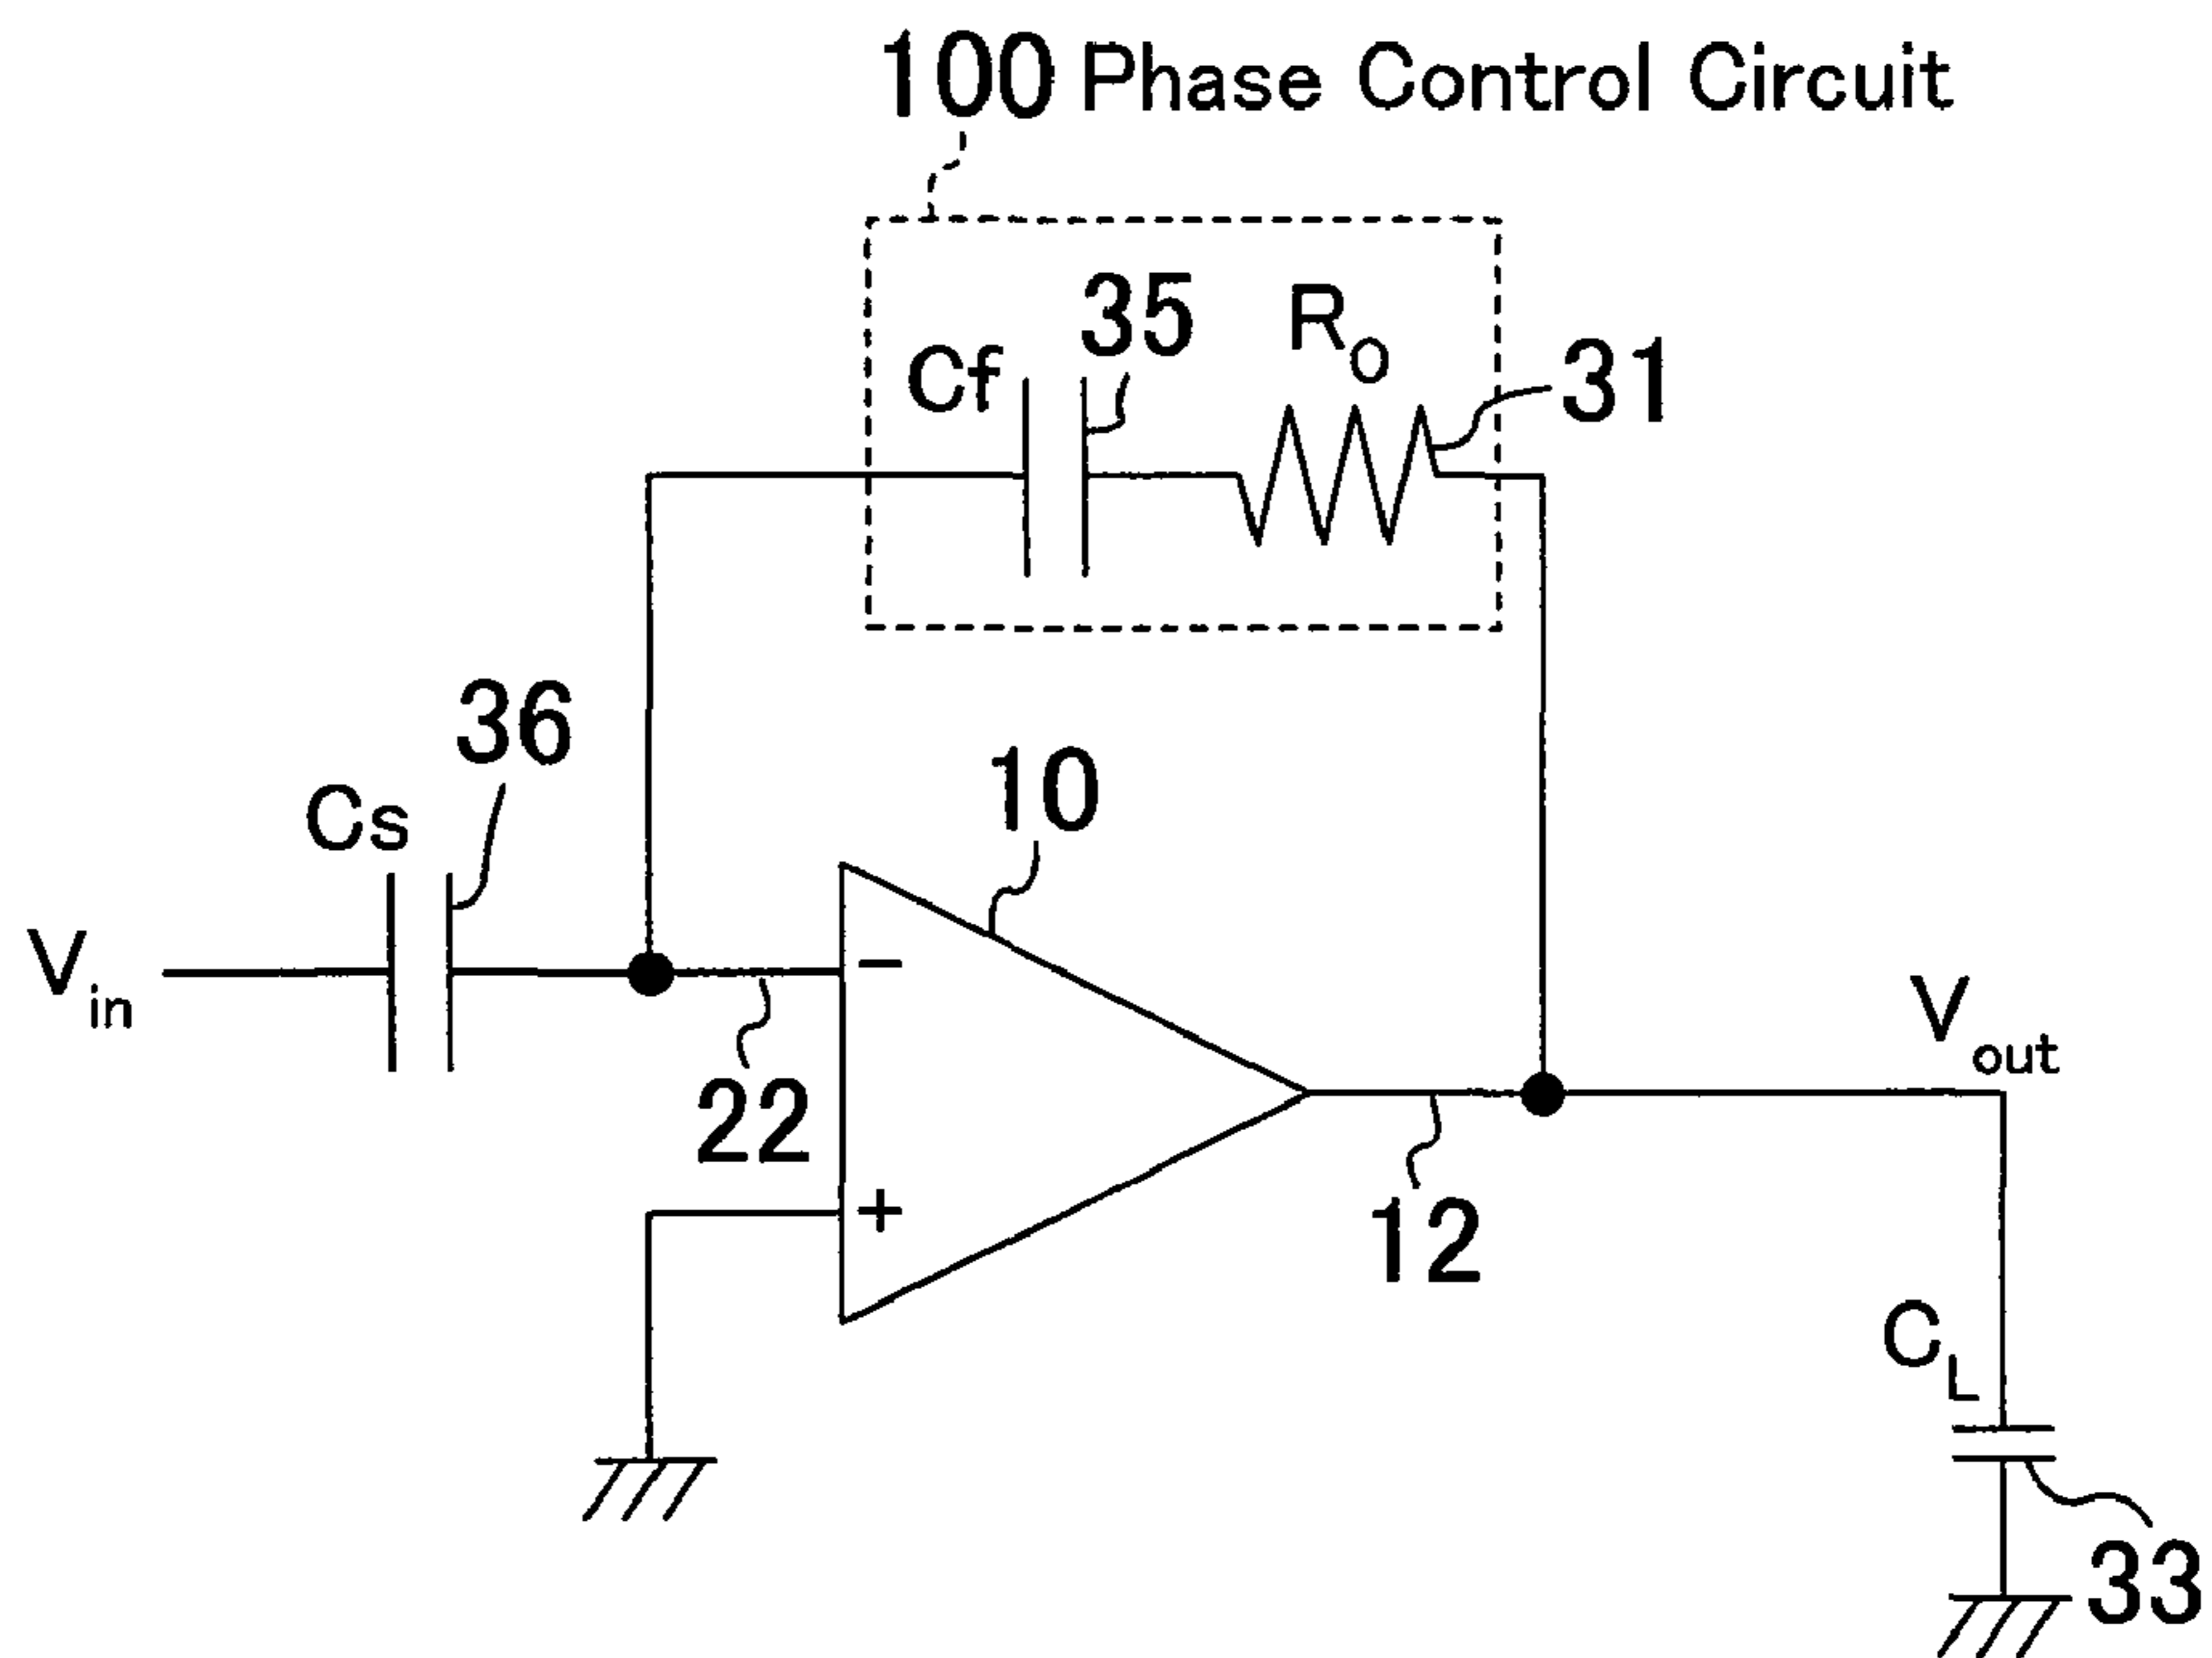 100 Phase Control Circuit
35
Ro
Cf
31
36
10
Cs
−
Vin
Vout
22
+
12
CL
33